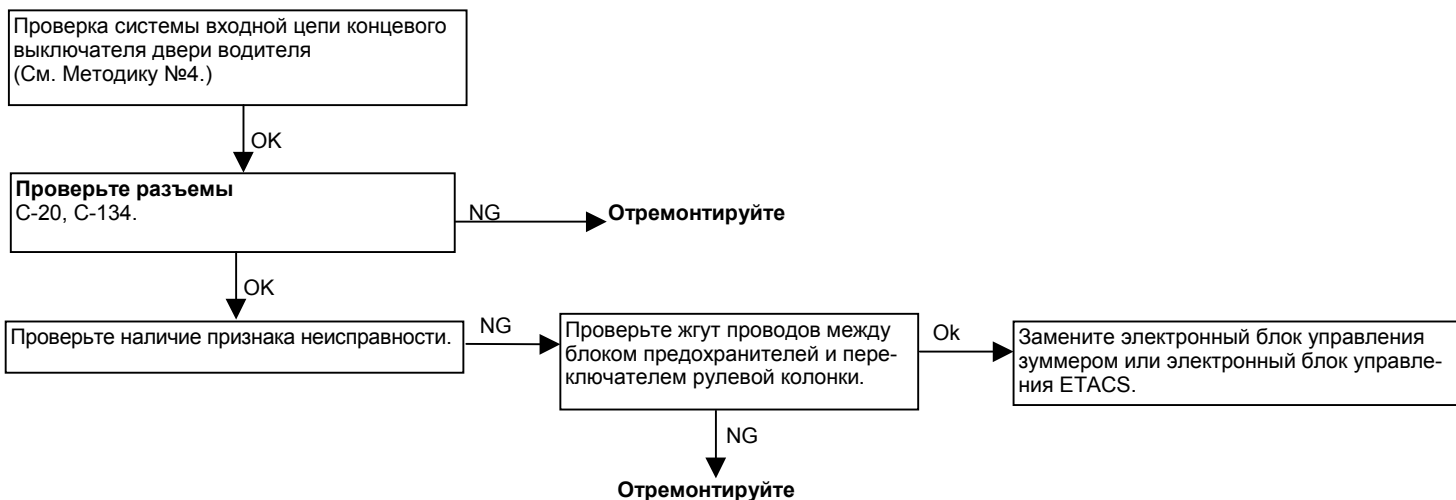 Проверка системы входной цепи концевого
выключателя двери водителя
(См. Методику №4.)
OK
Проверьте разъемы
C-20, C-134.
NG
Отремонтируйте
OK
Проверьте наличие признака неисправности.
NG
Проверьте жгут проводов между
блоком предохранителей и пере-
ключателем рулевой колонки.
Ok
Замените электронный блок управления
зуммером или электронный блок управле-
ния ETACS.
NG
Отремонтируйте